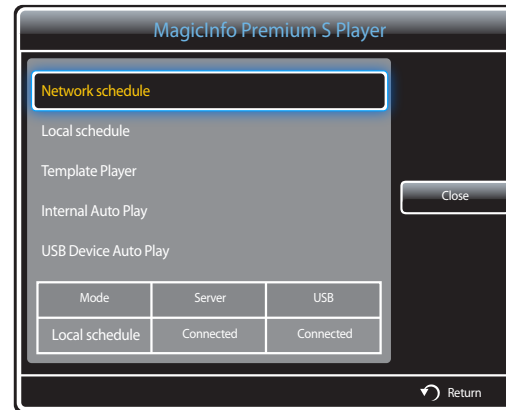 MagicInfo Premium S Player
Network schedule
Local schedule
Template Player
Internal Auto Play
USB Device Auto Play
Close
Mode Server USB
Local schedule Connected Connected
Return